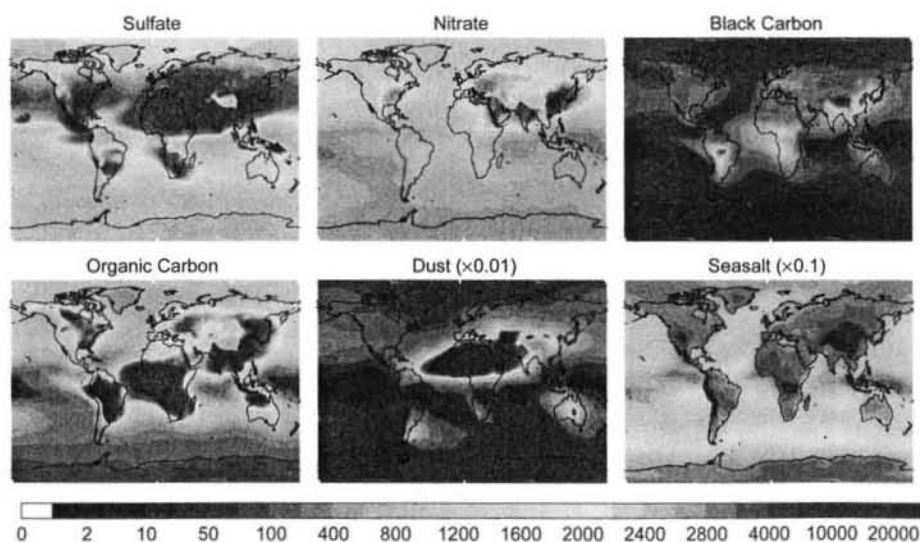 Sulfate Nitrate Black Carbon
Organic Carbon Dust (×0.01) Seasalt (×0.1)
0 2 10 50 100 400 800 1200 1600 2000 2400 2800 4000 10000 20000